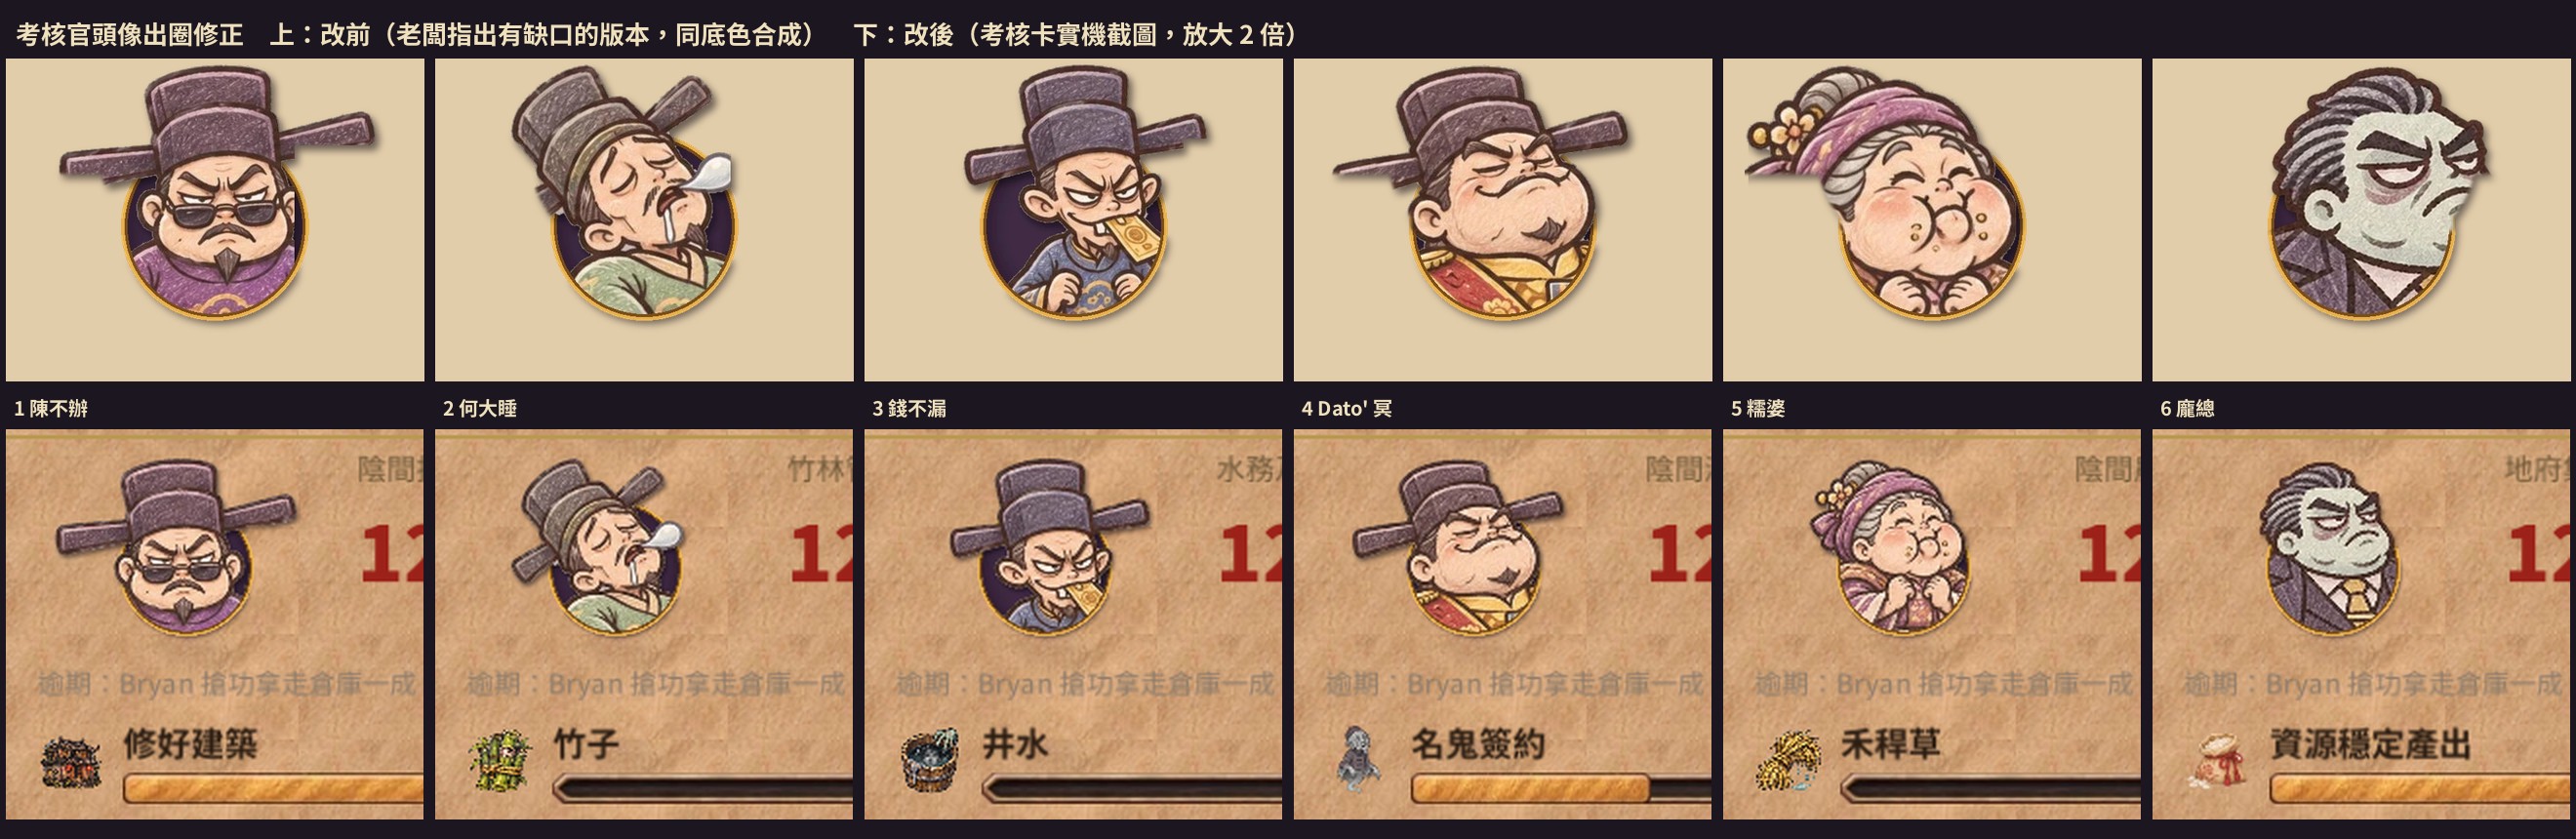 考核官頭像出圈修正　上：改前（老闆指出有缺口的版本，同底色合成）　下：改後（考核卡實機截圖，放大 2 倍）
1 陳不辦
2 何大睡
3 錢不漏
4 Dato' 冥
5 糯婆
6 龐總
陰間
竹林
水務
陰間
陰間
地府
12
12
12
12
12
12
逾期：Bryan 搶功拿走倉庫一成
逾期：Bryan 搶功拿走倉庫一成
逾期：Bryan 搶功拿走倉庫一成
逾期：Bryan 搶功拿走倉庫一成
逾期：Bryan 搶功拿走倉庫一成
逾期：Bryan 搶功拿走倉庫一成
修好建築
竹子
井水
名鬼簽約
禾稈草
資源穩定產出